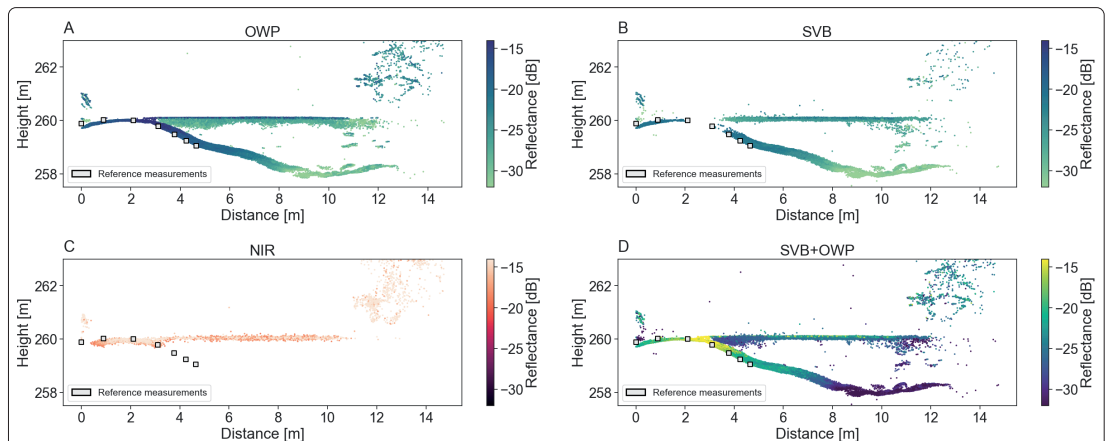 A
OWP
262
260
258
Height [m]
Reference measurements
0 2 4 6 8 10 12 14
Distance [m]
−15
−20
−25
−30
Reflectance [dB]
B
SVB
262
260
258
Height [m]
Reference measurements
0 2 4 6 8 10 12 14
Distance [m]
−15
−20
−25
−30
Reflectance [dB]
C
NIR
262
260
258
Height [m]
Reference measurements
0 2 4 6 8 10 12 14
Distance [m]
−15
−20
−25
−30
Reflectance [dB]
D
SVB+OWP
262
260
258
Height [m]
Reference measurements
0 2 4 6 8 10 12 14
Distance [m]
−15
−20
−25
−30
Reflectance [dB]